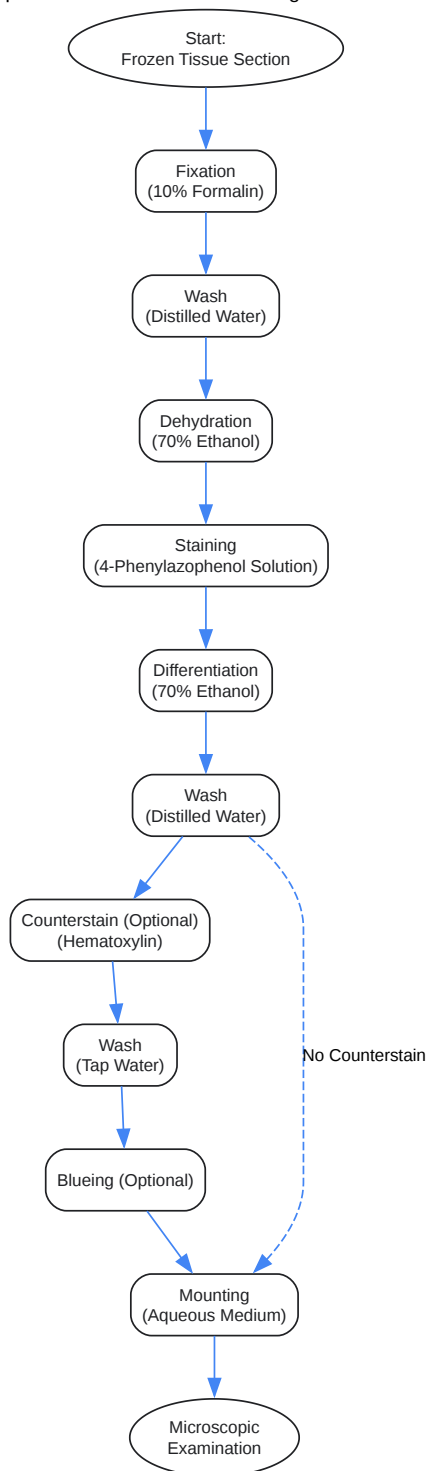 Start:
Frozen Tissue Section
Fixation
(10% Formalin)
Wash
(Distilled Water)
Dehydration
(70% Ethanol)
Staining
(4-Phenylazophenol Solution)
Differentiation
(70% Ethanol)
Wash
(Distilled Water)
Counterstain (Optional)
(Hematoxylin)
Wash
(Tap Water)
No Counterstain
Blueing (Optional)
Mounting
(Aqueous Medium)
Microscopic
Examination